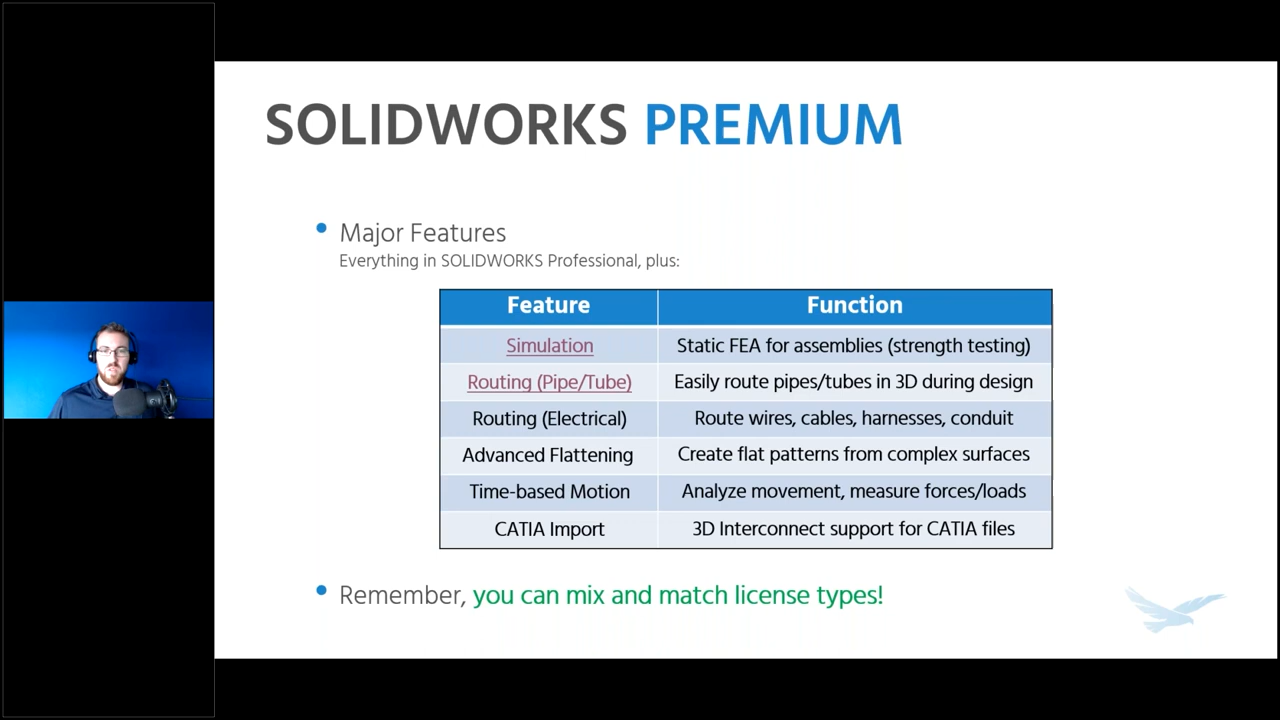 SOLIDWORKS PREMIUM
• Major Features
Everything in SOLIDWORKS Professional, plus:
Feature Function
Simulation Static FEA for assemblies (strength testing)
Routing (Pipe/Tube) Easily route pipes/tubes in 3D during design
Routing (Electrical) Route wires, cables, harnesses, conduit
Advanced Flattening Create flat patterns from complex surfaces
Time-based Motion Analyze movement, measure forces/loads
CATIA Import 3D Interconnect support for CATIA files
• Remember, you can mix and match license types!